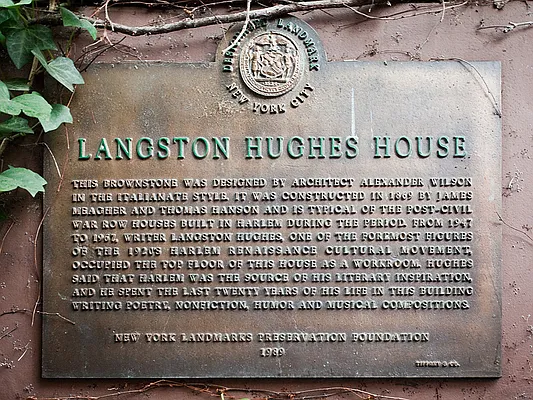 DESIGNATED LANDMARK
NEW YORK CITY
LANGSTON HUGHES HOUSE
THIS BROWNSTONE WAS DESIGNED BY ARCHITECT ALEXANDER WILSON
IN THE ITALIANATE STYLE. IT WAS CONSTRUCTED IN 1869 BY JAMES
MEAGHER AND THOMAS HANSON AND IS TYPICAL OF THE POST-CIVIL
WAR ROW HOUSES BUILT IN HARLEM DURING THE PERIOD. FROM 1947
TO 1967, WRITER LANGSTON HUGHES, ONE OF THE FOREMOST FIGURES
OF THE 1920'S HARLEM RENAISSANCE CULTURAL MOVEMENT,
OCCUPIED THE TOP FLOOR OF THIS HOUSE AS A WORKROOM. HUGHES
SAID THAT HARLEM WAS THE SOURCE OF HIS LITERARY INSPIRATION,
AND HE SPENT THE LAST TWENTY YEARS OF HIS LIFE IN THIS BUILDING
WRITING POETRY, NONFICTION, HUMOR AND MUSICAL COMPOSITIONS.
NEW YORK LANDMARKS PRESERVATION FOUNDATION
1989
TIFFANY & CO.